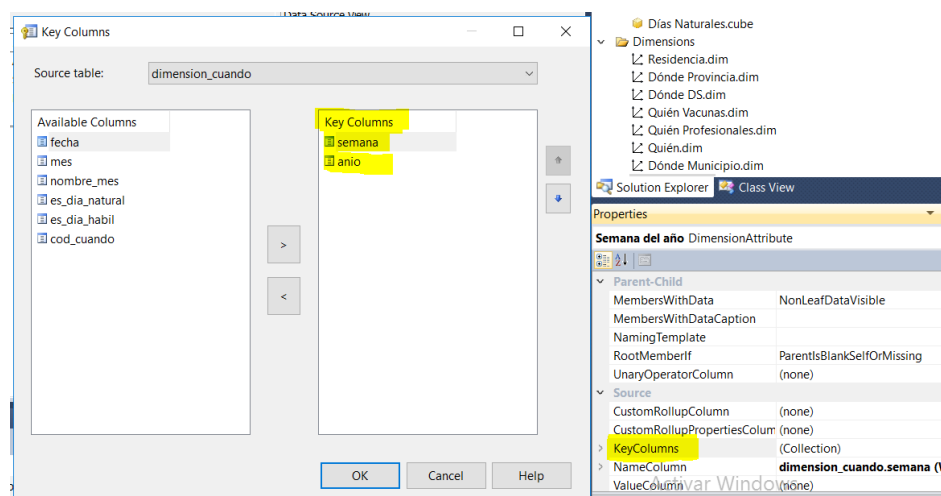 Data Source View
Key Columns
Source table:
dimension_cuando
Available Columns
fecha
mes
nombre_mes
es_dia_natural
es_dia_habil
cod_cuando
>
<
Key Columns
semana
anio
OK
Cancel
Help
Días Naturales.cube
Dimensions
Residencia.dim
Dónde Provincia.dim
Dónde DS.dim
Quién Vacunas.dim
Quién Profesionales.dim
Quién.dim
Dónde Municipio.dim
Solution Explorer Class View
Properties
Semana del año DimensionAttribute
Parent-Child
MembersWithData NonLeafDataVisible
MembersWithDataCaption
NamingTemplate
RootMemberIf ParentIsBlankSelfOrMissing
UnaryOperatorColumn (none)
Source
CustomRollupColumn (none)
CustomRollupPropertiesColum (none)
KeyColumns (Collection)
NameColumn dimension_cuando.semana (
ValueColumn (none)
Activar Windows